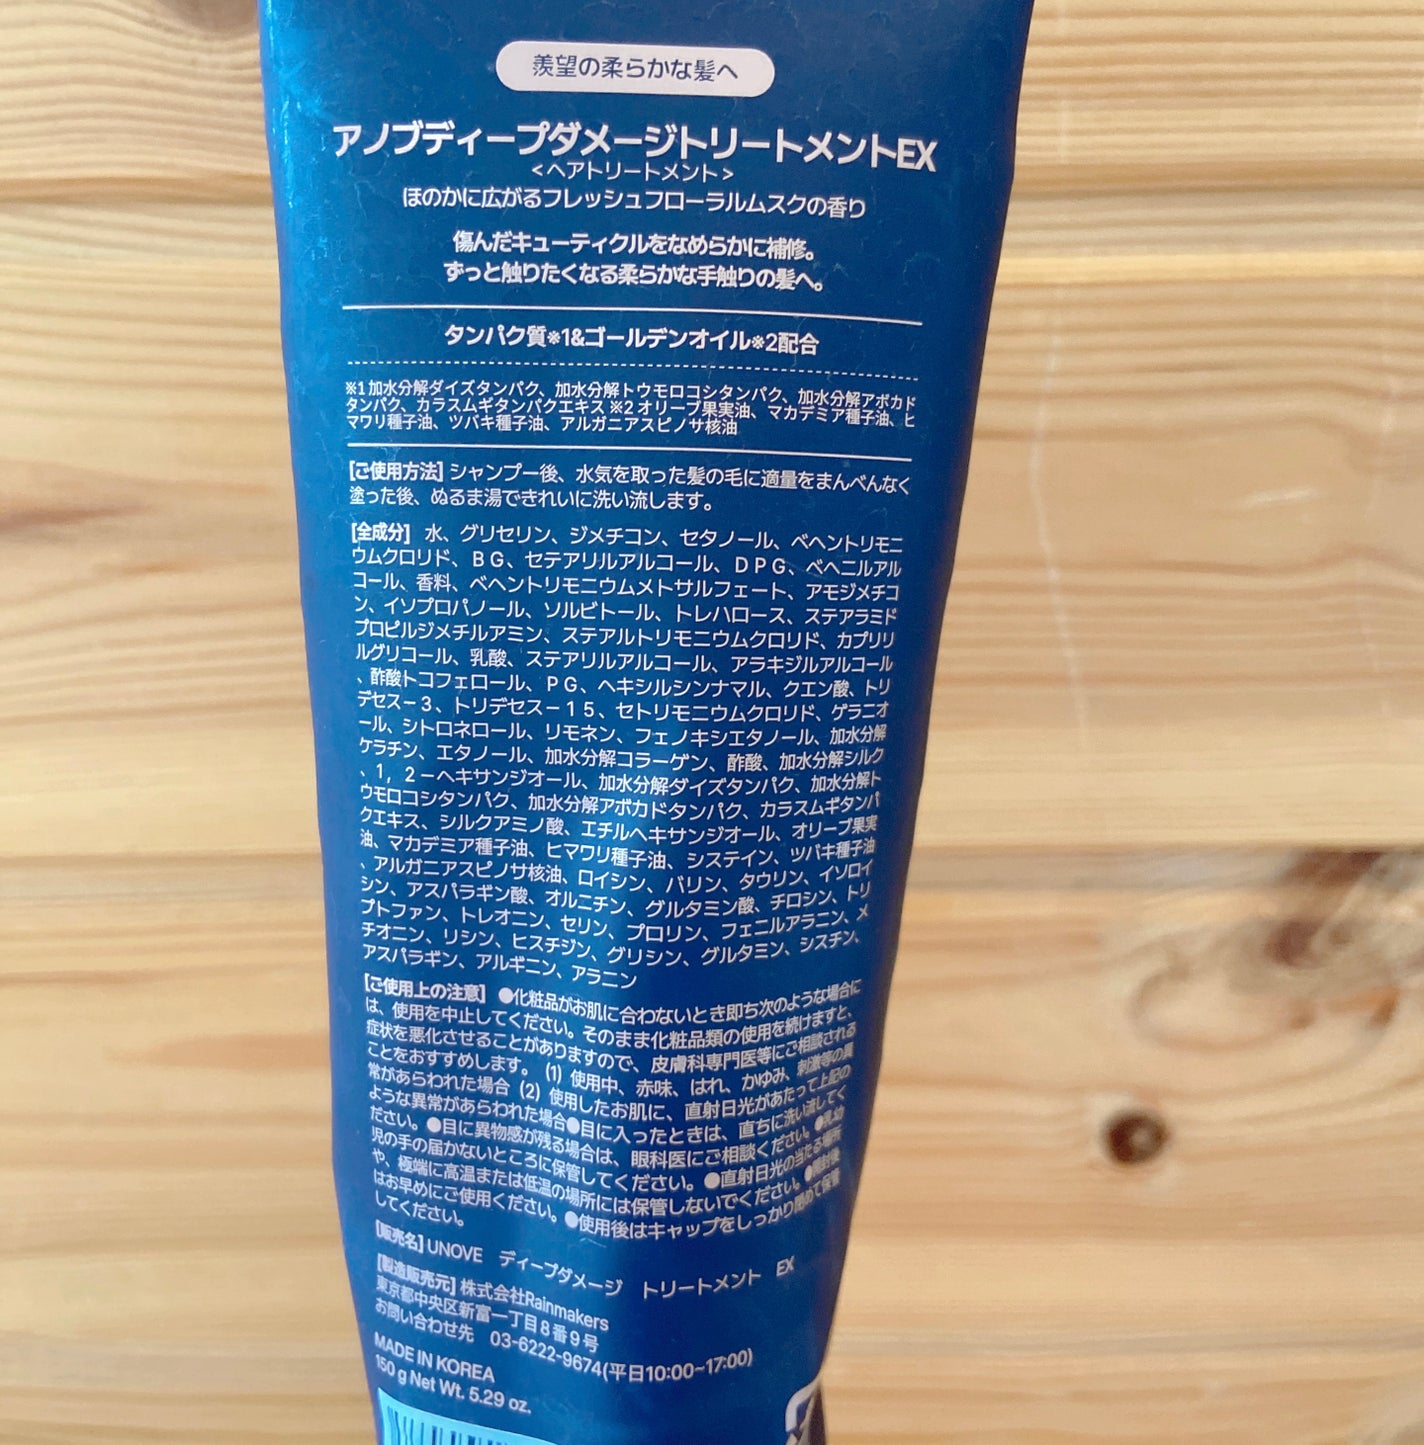 羨望の柔らかな髪へ
アノブディープダメージトリートメントEX
<ヘアトリートメント>
ほのかに広がるフレッシュフローラルムスクの香り
傷んだキューティクルをなめらかに補修。
ずっと触りたくなる柔らかな手触りの髪へ。
タンパク質※1&ゴールデンオイル※2配合
※1 加水分解ダイズタンパク、加水分解トウモロコシタンパク、加水分解アボカド
タンパク、カラスムギタンパクエキス ※2 オリーブ果実油、マカデミア種子油、ヒ
マワリ種子油、ツバキ種子油、アルガニアスピノサ核油
[ご使用方法] シャンプー後、水気を取った髪の毛に適量をまんべんなく
塗った後、ぬるま湯できれいに洗い流します。
[全成分] 水、グリセリン、ジメチコン、セタノール、ベヘントリモニ
ウムクロリド、BG、セテアリルアルコール、DPG、ベヘニルアル
コール、香料、ベヘントリモニウムメトサルフェート、アモジメチコ
ン、イソプロパノール、ソルビトール、トレハロース、ステアラミド
プロピルジメチルアミン、ステアルトリモニウムクロリド、カプリリ
ルグリコール、乳酸、ステアリルアルコール、アラキジルアルコール
、酢酸トコフェロール、PG、ヘキシルシンナマル、クエン酸、トリ
デセス−3、トリデセス−15、セトリモニウムクロリド、ゲラニオ
ール、シトロネロール、リモネン、フェノキシエタノール、加水分解
ケラチン、エタノール、加水分解コラーゲン、酢酸、加水分解シルク
、1,2−ヘキサンジオール、加水分解ダイズタンパク、加水分解ト
ウモロコシタンパク、加水分解アボカドタンパク、カラスムギタンパ
クエキス、シルクアミノ酸、エチルヘキサンジオール、オリーブ果実
油、マカデミア種子油、ヒマワリ種子油、システイン、ツバキ種子油
、アルガニアスピノサ核油、ロイシン、バリン、タウリン、イソロイ
シン、アスパラギン酸、オルニチン、グルタミン酸、チロシン、トリ
プトファン、トレオニン、セリン、プロリン、フェニルアラニン、メ
チオニン、リシン、ヒスチジン、グリシン、グルタミン、シスチン、
アスパラギン、アルギニン、アラニン
[ご使用上の注意] ●化粧品がお肌に合わないとき即ち次のような場合に
は、使用を中止してください。そのまま化粧品類の使用を続けますと、
症状を悪化させることがありますので、皮膚科専門医等にご相談される
ことをおすすめします。 (1) 使用中、赤味、はれ、かゆみ、刺激等の異
常があらわれた場合 (2) 使用したお肌に、直射日光があたって上記の
ような異常があらわれた場合●目に入ったときは、直ちに洗い流してく
ださい。●目に異物感が残る場合は、眼科医にご相談ください。●乳幼
児の手の届かないところに保管してください。●直射日光の当たる場所
や、極端に高温または低温の場所には保管しないでください。●開封後
はお早めにご使用ください。●使用後はキャップをしっかり閉めて保管
してください。
[販売名] UNOVE ディープダメージ トリートメント EX
[製造販売元] 株式会社Rainmakers
東京都中央区新富一丁目8番9号
お問い合わせ先 03-6222-9674(平日10:00~17:00)
MADE IN KOREA
150 g Net Wt. 5.29 oz.